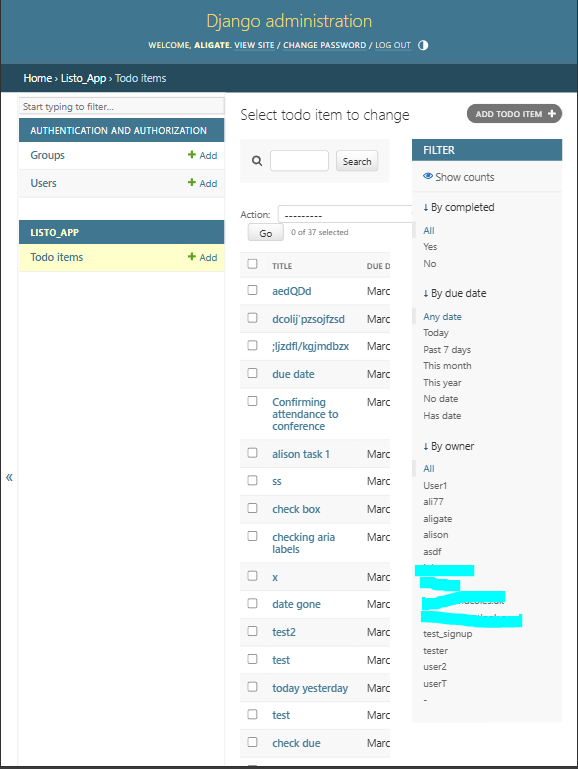 Django administration
WELCOME, ALIGATE. VIEW SITE / CHANGE PASSWORD / LOG OUT
Home › Listo_App › Todo items
Start typing to filter...
AUTHENTICATION AND AUTHORIZATION
Groups + Add
Users + Add
LISTO_APP
Todo items + Add
«
Select todo item to change
ADD TODO ITEM +
Search
Action: ---------
Go 0 of 37 selected
TITLE DUE D
aedQDd Marc
dcolij`pzsojfzsd Marc
;ljzdfl/kgjmdbzx Marc
due date Marc
Confirming Marc
attendance to
conference
alison task 1 Marc
ss Marc
check box Marc
checking aria Marc
labels
x Marc
date gone Marc
test2 Marc
test Marc
today yesterday Marc
test Marc
check due Marc
FILTER
Show counts
↓ By completed
All
Yes
No
↓ By due date
Any date
Today
Past 7 days
This month
This year
No date
Has date
↓ By owner
All
User1
ali77
aligate
alison
asdf
test_signup
tester
user2
userT
-